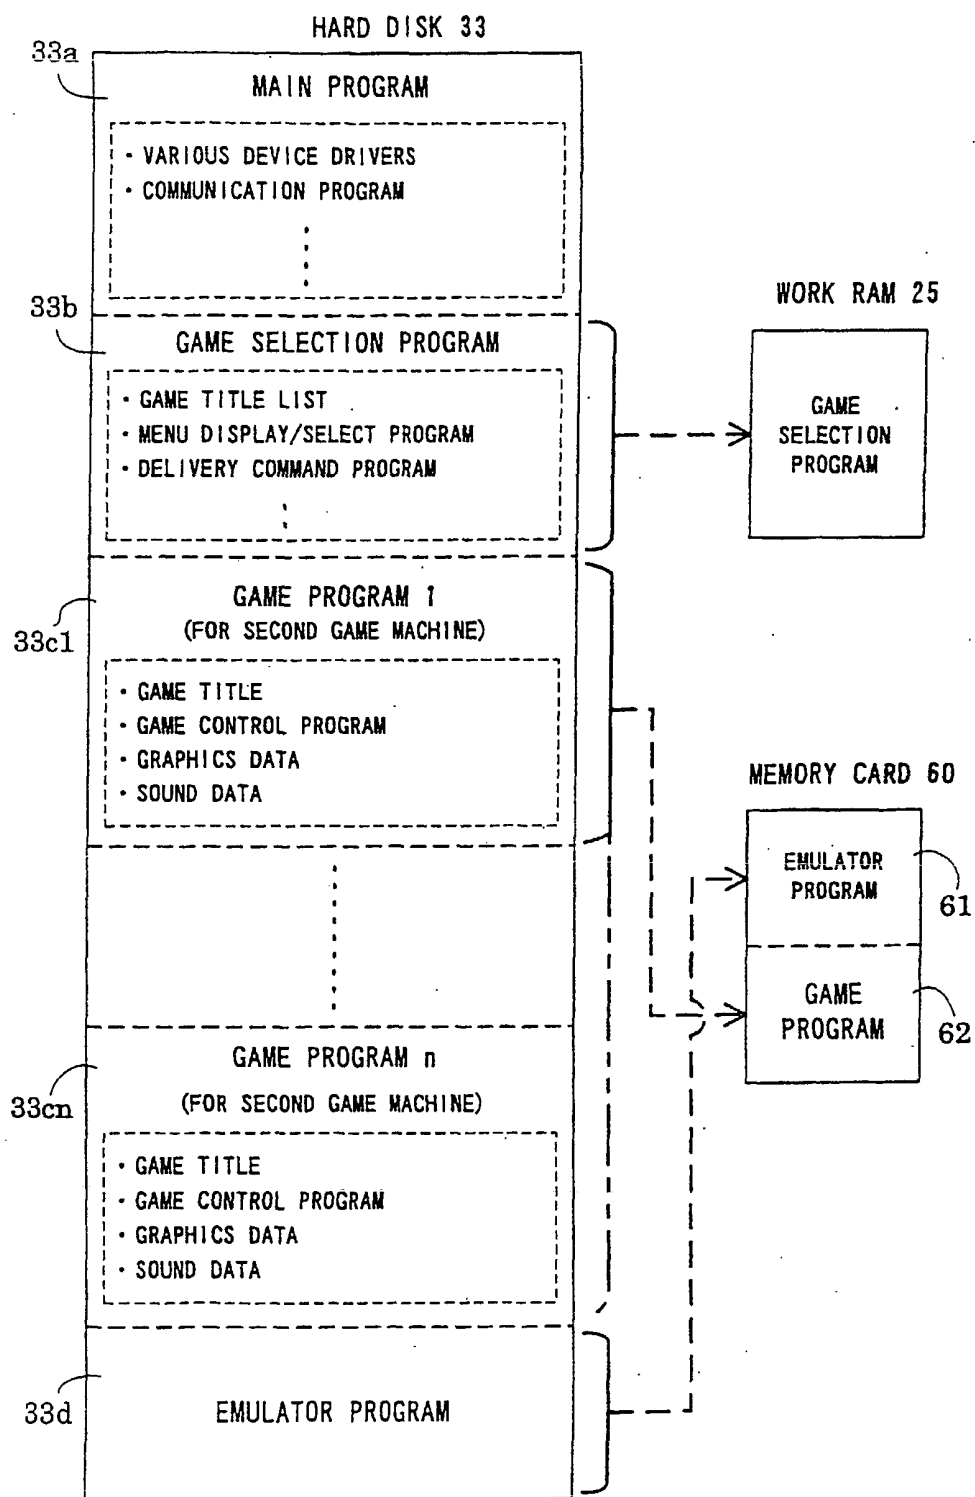 HARD DISK 33
33a
MAIN PROGRAM
· VARIOUS DEVICE DRIVERS
· COMMUNICATION PROGRAM
33b
GAME SELECTION PROGRAM
· GAME TITLE LIST
· MENU DISPLAY/SELECT PROGRAM
· DELIVERY COMMAND PROGRAM
WORK RAM 25
GAME
SELECTION
PROGRAM
33c1
GAME PROGRAM 1
(FOR SECOND GAME MACHINE)
· GAME TITLE
· GAME CONTROL PROGRAM
· GRAPHICS DATA
· SOUND DATA
MEMORY CARD 60
EMULATOR
PROGRAM
61
GAME
PROGRAM
62
33cn
GAME PROGRAM n
(FOR SECOND GAME MACHINE)
· GAME TITLE
· GAME CONTROL PROGRAM
· GRAPHICS DATA
· SOUND DATA
33d
EMULATOR PROGRAM